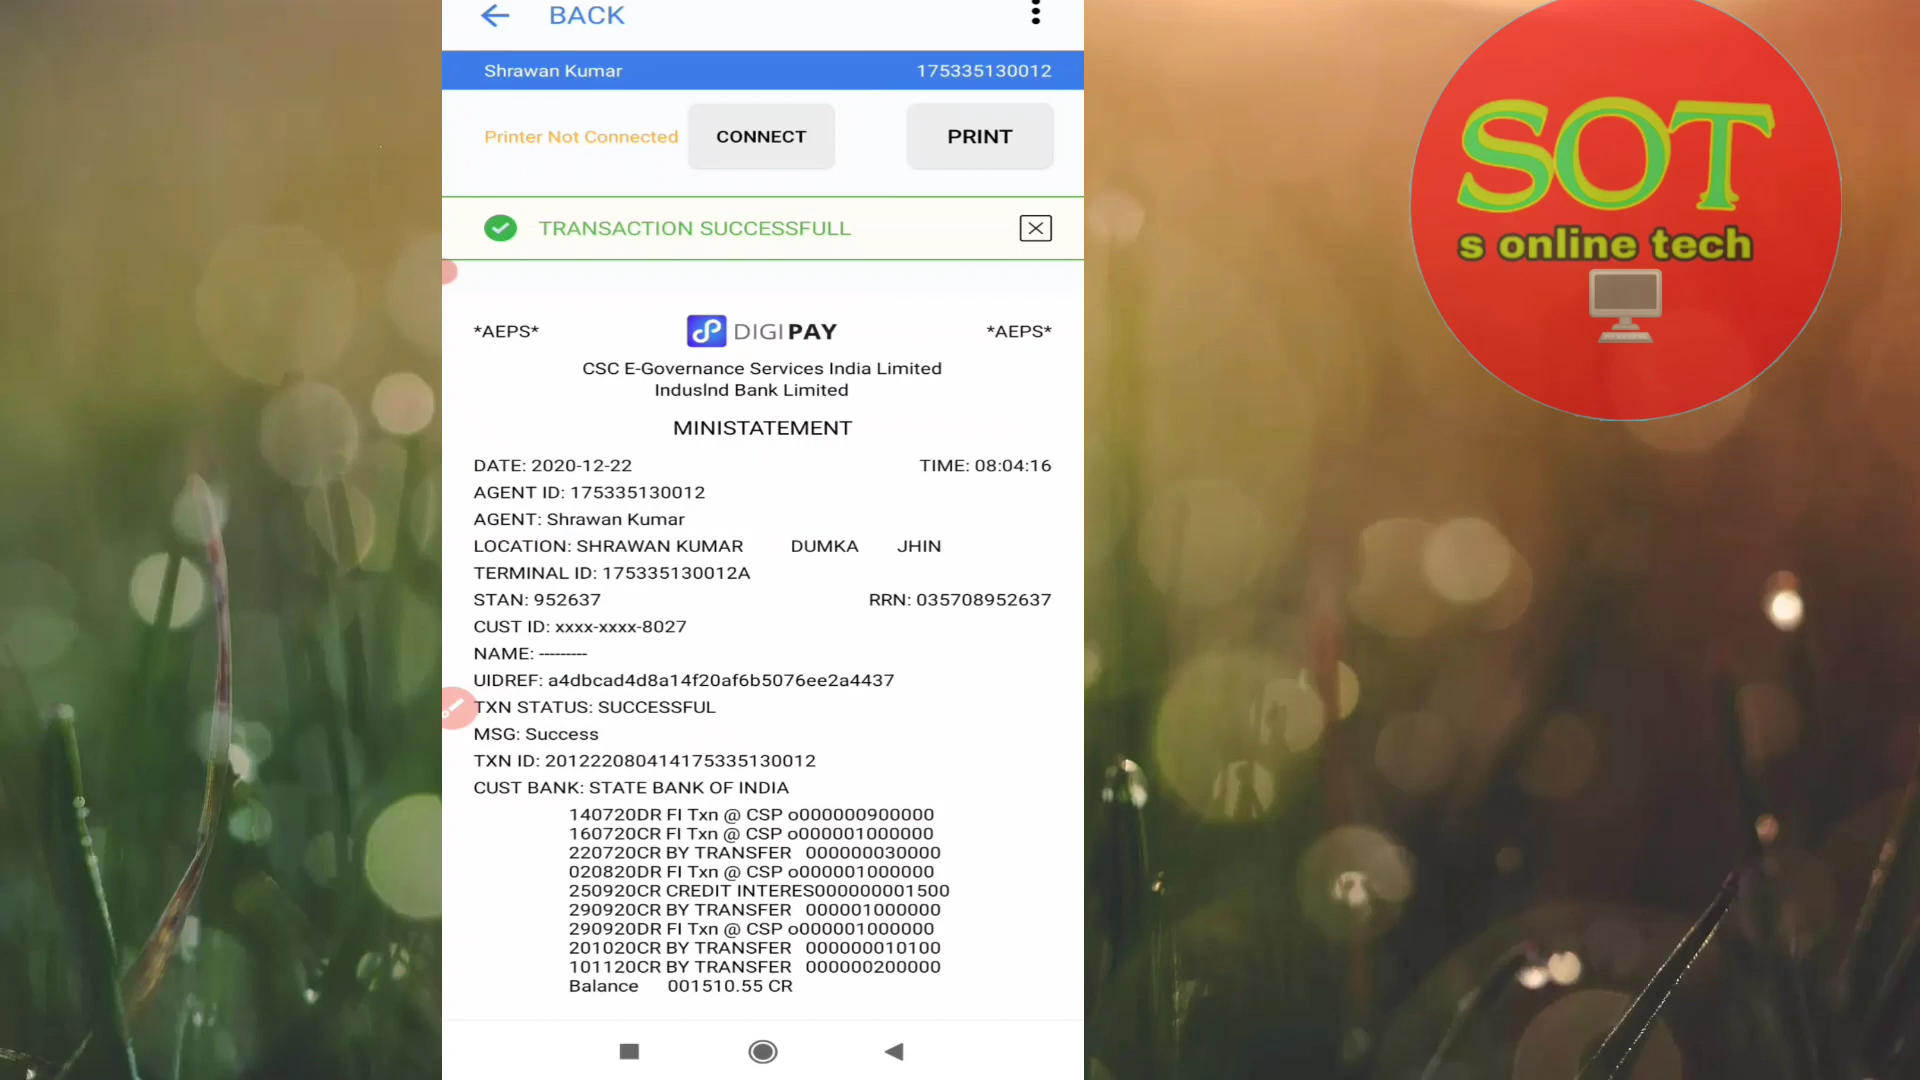 BACK
Shrawan Kumar 175335130012
Printer Not Connected CONNECT PRINT
TRANSACTION SUCCESSFULL
*AEPS* DIGIPAY *AEPS*
CSC E-Governance Services India Limited
IndusInd Bank Limited
MINISTATEMENT
DATE: 2020-12-22 TIME: 08:04:16
AGENT ID: 175335130012
AGENT: Shrawan Kumar
LOCATION: SHRAWAN KUMAR DUMKA JHIN
TERMINAL ID: 175335130012A
STAN: 952637 RRN: 035708952637
CUST ID: xxxx-xxxx-8027
NAME: ---------
UIDREF: a4dbcad4d8a14f20af6b5076ee2a4437
TXN STATUS: SUCCESSFUL
MSG: Success
TXN ID: 201222080414175335130012
CUST BANK: STATE BANK OF INDIA
140720DR FI Txn @ CSP o000000900000
160720CR FI Txn @ CSP o000001000000
220720CR BY TRANSFER 000000030000
020820DR FI Txn @ CSP o000001000000
250920CR CREDIT INTERES000000001500
290920CR BY TRANSFER 000001000000
290920DR FI Txn @ CSP o000001000000
201020CR BY TRANSFER 000000010100
101120CR BY TRANSFER 000000200000
Balance 001510.55 CR
SOT
s online tech